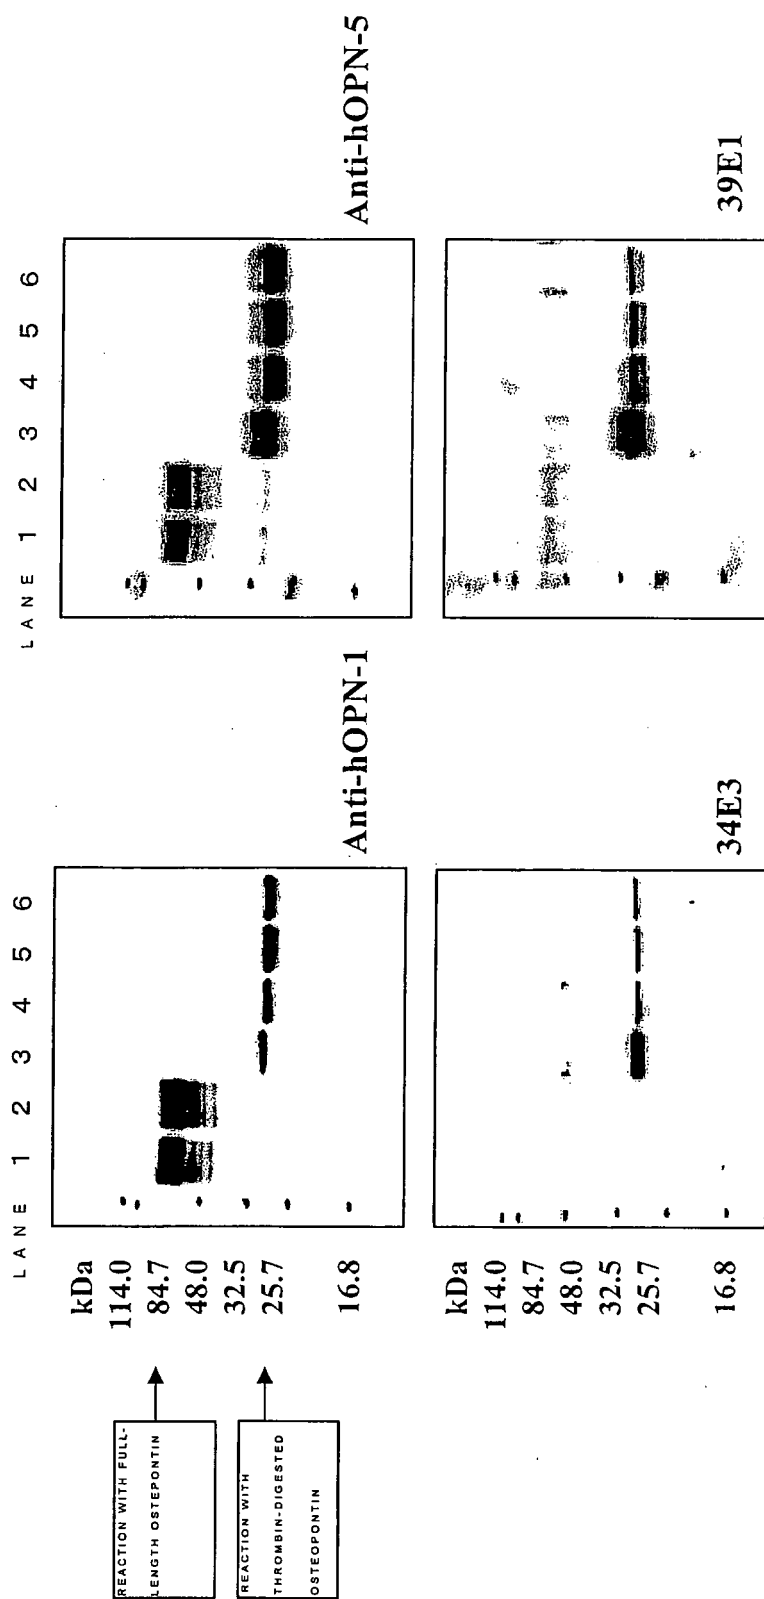 REACTION WITH FULL-
LENGTH OSTEPONTIN
REACTION WITH
THROMBIN-DIGESTED
OSTEOPONTIN
LANE 1 2 3 4 5 6
kDa
114.0
84.7
48.0
32.5
25.7
16.8
Anti-hOPN-1
LANE 1 2 3 4 5 6
Anti-hOPN-5
kDa
114.0
84.7
48.0
32.5
25.7
16.8
34E3
39E1